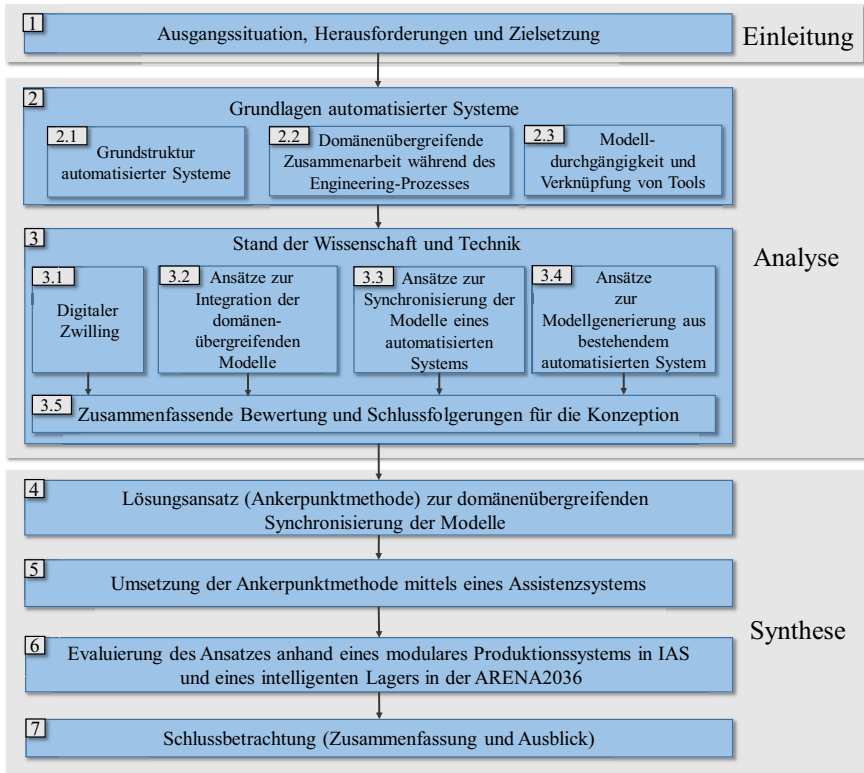 1
Ausgangssituation, Herausforderungen und Zielsetzung
Einleitung
2
Grundlagen automatisierter Systeme
2.1
Grundstruktur
automatisierter Systeme
2.2
Domänenübergreifende
Zusammenarbeit während des
Engineering-Prozesses
2.3
Modell-
durchgängigkeit und
Verknüpfung von Tools
3
Stand der Wissenschaft und Technik
Analyse
3.1
Digitaler
Zwilling
3.2
Ansätze zur
Integration der
domänen-
übergreifenden
Modelle
3.3
Ansätze zur
Synchronisierung der
Modelle eines
automatisierten
Systems
3.4
Ansätze
zur
Modellgenerierung aus
bestehendem
automatisierten System
3.5
Zusammenfassende Bewertung und Schlussfolgerungen für die Konzeption
4
Lösungsansatz (Ankerpunktmethode) zur domänenübergreifenden
Synchronisierung der Modelle
5
Umsetzung der Ankerpunktmethode mittels eines Assistenzsystems
Synthese
6
Evaluierung des Ansatzes anhand eines modulares Produktionssystems in IAS
und eines intelligenten Lagers in der ARENA2036
7
Schlussbetrachtung (Zusammenfassung und Ausblick)